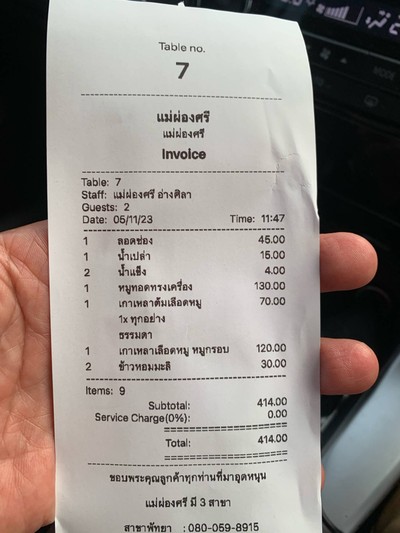 Table no.
7
แม่ผ่องศรี
แม่ผ่องศรี
Invoice
Table: 7
Staff: แม่ผ่องศรี อ่างศิลา
Guests: 2
Date: 05/11/23 Time: 11:47
1 ลอดช่อง 45.00
1 น้ำเปล่า 15.00
2 น้ำแข็ง 4.00
1 หมูทอดทรงเครื่อง 130.00
1 เกาเหลาต้มเลือดหมู 70.00
1x ทุกอย่าง
ธรรมดา
1 เกาเหลาเลือดหมู หมูกรอบ 120.00
2 ข้าวหอมมะลิ 30.00
Items: 9
Subtotal: 414.00
Service Charge(0%): 0.00
Total: 414.00
ขอบพระคุณลูกค้าทุกท่านที่มาอุดหนุน
แม่ผ่องศรี มี 3 สาขา
สาขาพัทยา : 080-059-8915
MODE